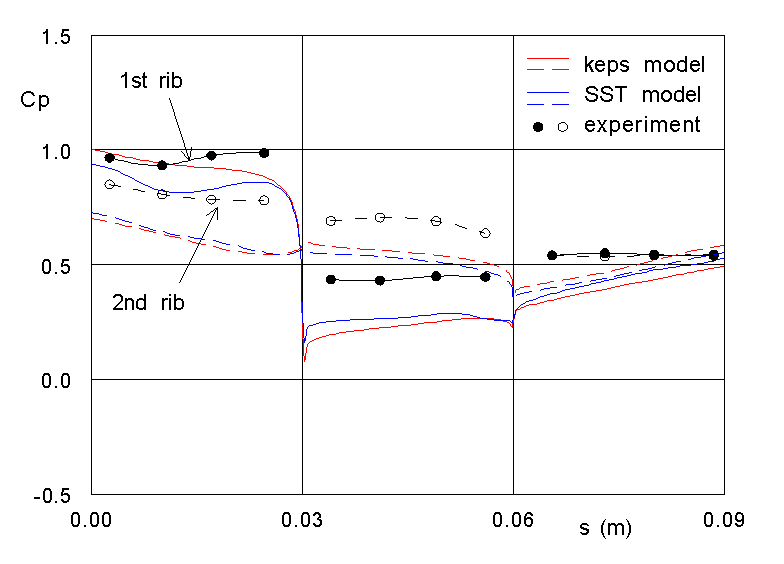 1.5
1st rib
Cp
keps model
SST model
experiment
1.0
0.5
2nd rib
0.0
-0.5
0.00 0.03 0.06 0.09
s (m)